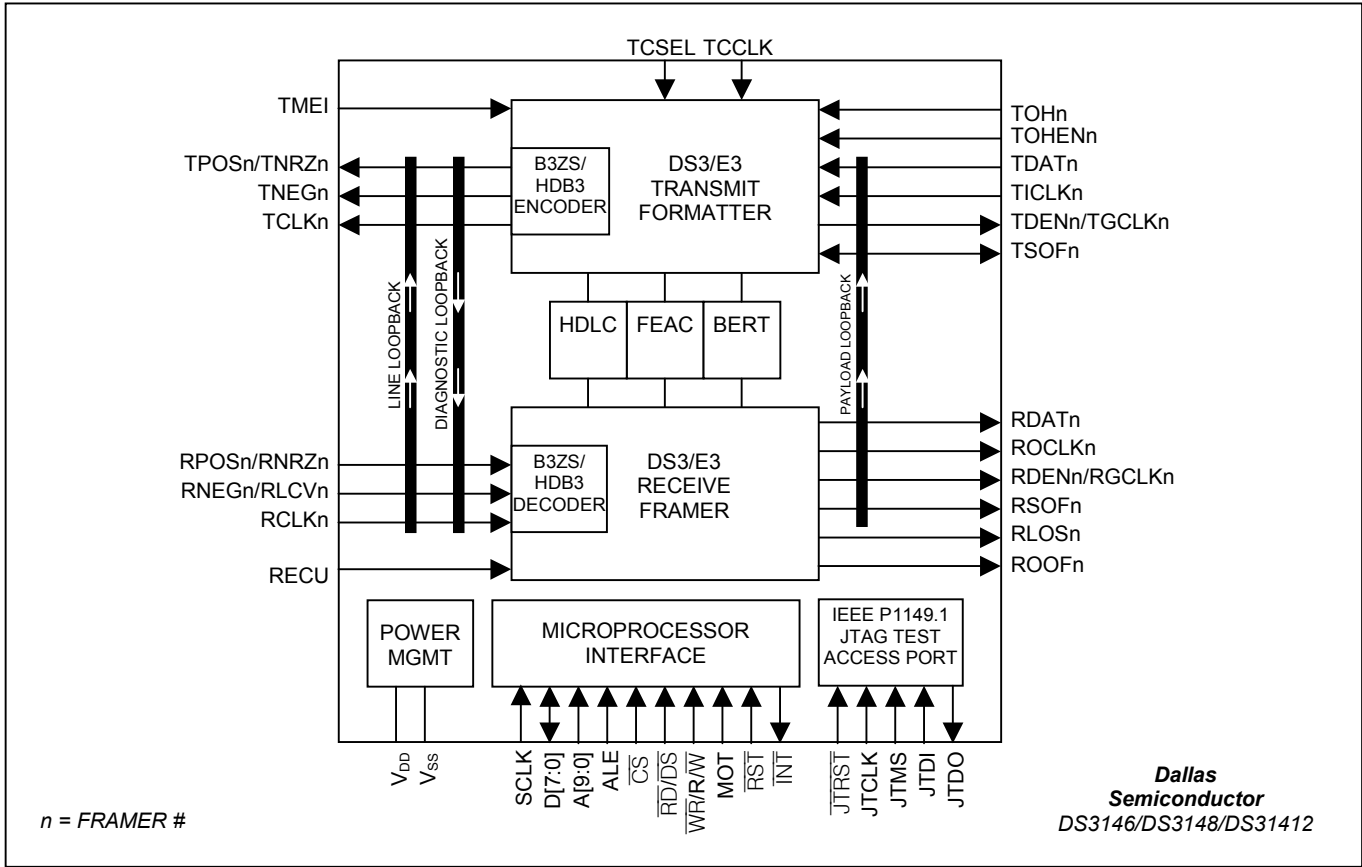 TCSEL TCCLK
TMEI
TPOSn/TNRZn
TNEGn
TCLKn
B3ZS/
HDB3
ENCODER
DS3/E3
TRANSMIT
FORMATTER
TOHn
TOHENn
TDATn
TICLKn
TDENn/TGCLKn
TSOFn
LINE LOOPBACK
DIAGNOSTIC LOOPBACK
HDLC
FEAC
BERT
PAYLOAD LOOPBACK
RPOSn/RNRZn
RNEGn/RLCVn
RCLKn
RECU
B3ZS/
HDB3
DECODER
DS3/E3
RECEIVE
FRAMER
RDATn
ROCLKn
RDENn/RGCLKn
RSOFn
RLOSn
ROOFn
POWER
MGMT
MICROPROCESSOR
INTERFACE
IEEE P1149.1
JTAG TEST
ACCESS PORT
VDD
VSS
SCLK
D[7:0]
A[9:0]
ALE
CS
RD/DS
WR/R/W
MOT
RST
INT
JTRST
JTCLK
JTMS
JTDI
JTDO
n = FRAMER #
Dallas
Semiconductor
DS3146/DS3148/DS31412